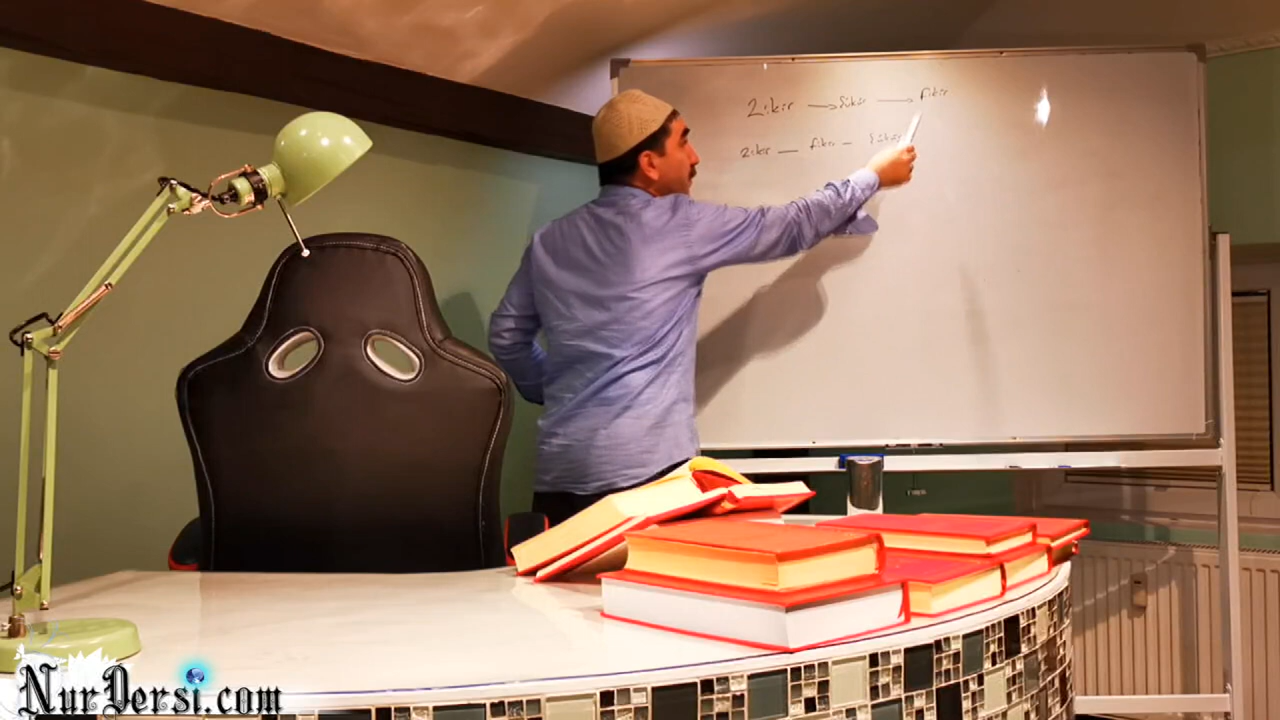 Zikir → Şükür → fikir
zikir — fikir — Şükür
NurDersi.com